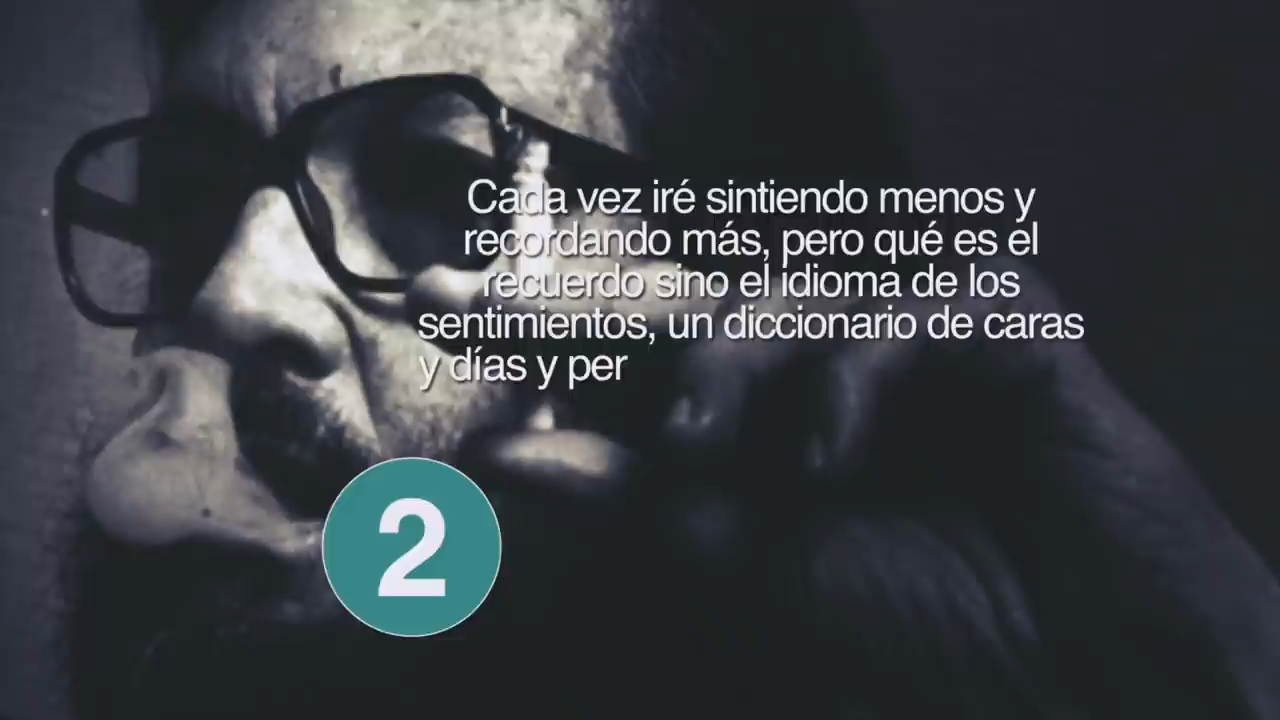 Cada vez iré sintiendo menos y
recordando más, pero qué es el
recuerdo sino el idioma de los
sentimientos, un diccionario de caras
y días y per
2